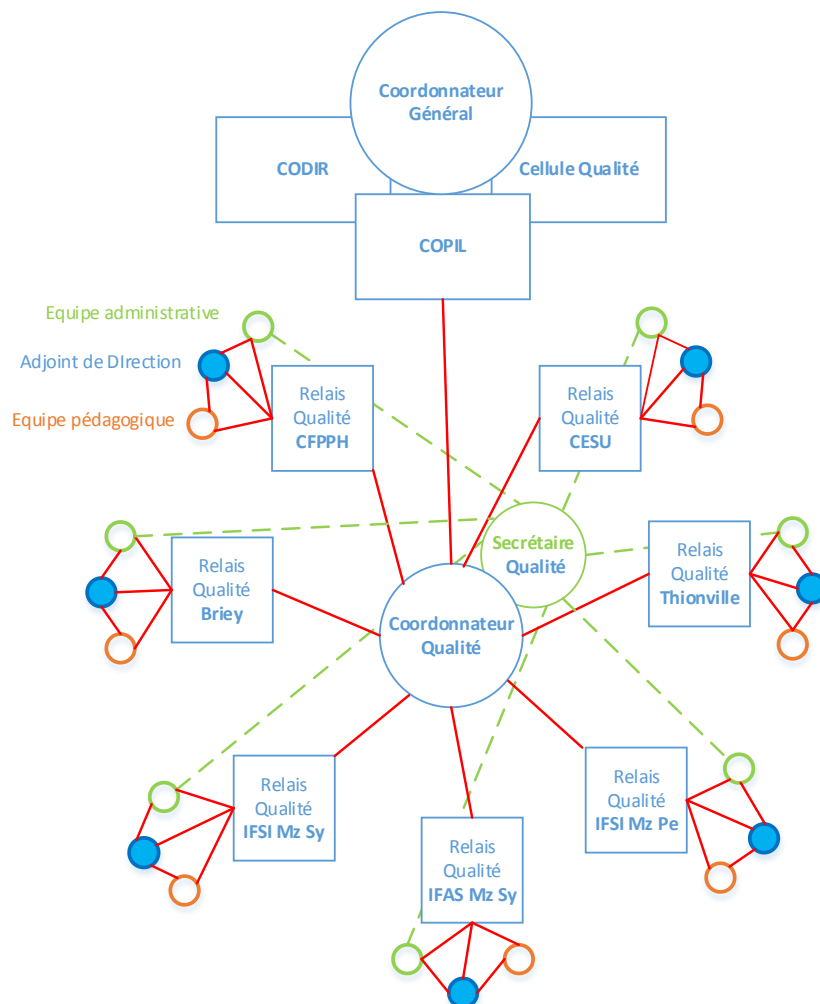 Coordonnateur
Général
CODIR
Cellule Qualité
COPIL
Equipe administrative
Adjoint de DIrection
Equipe pédagogique
Relais
Qualité
CFPPH
Relais
Qualité
CESU
Secrétaire
Qualité
Relais
Qualité
Briey
Relais
Qualité
Thionville
Coordonnateur
Qualité
Relais
Qualité
IFSI Mz Sy
Relais
Qualité
IFSI Mz Pe
Relais
Qualité
IFAS Mz Sy